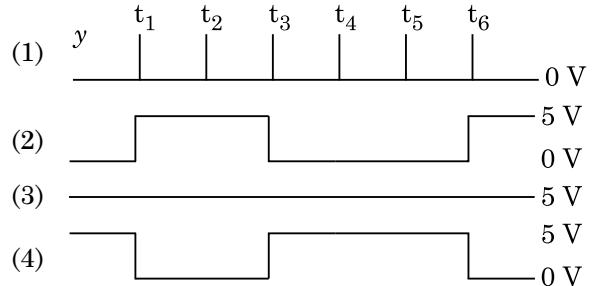 t₁ t₂ t₃ t₄ t₅ t₆
(1) y 0 V
(2) 5 V
0 V
(3) 5 V
(4) 5 V
0 V